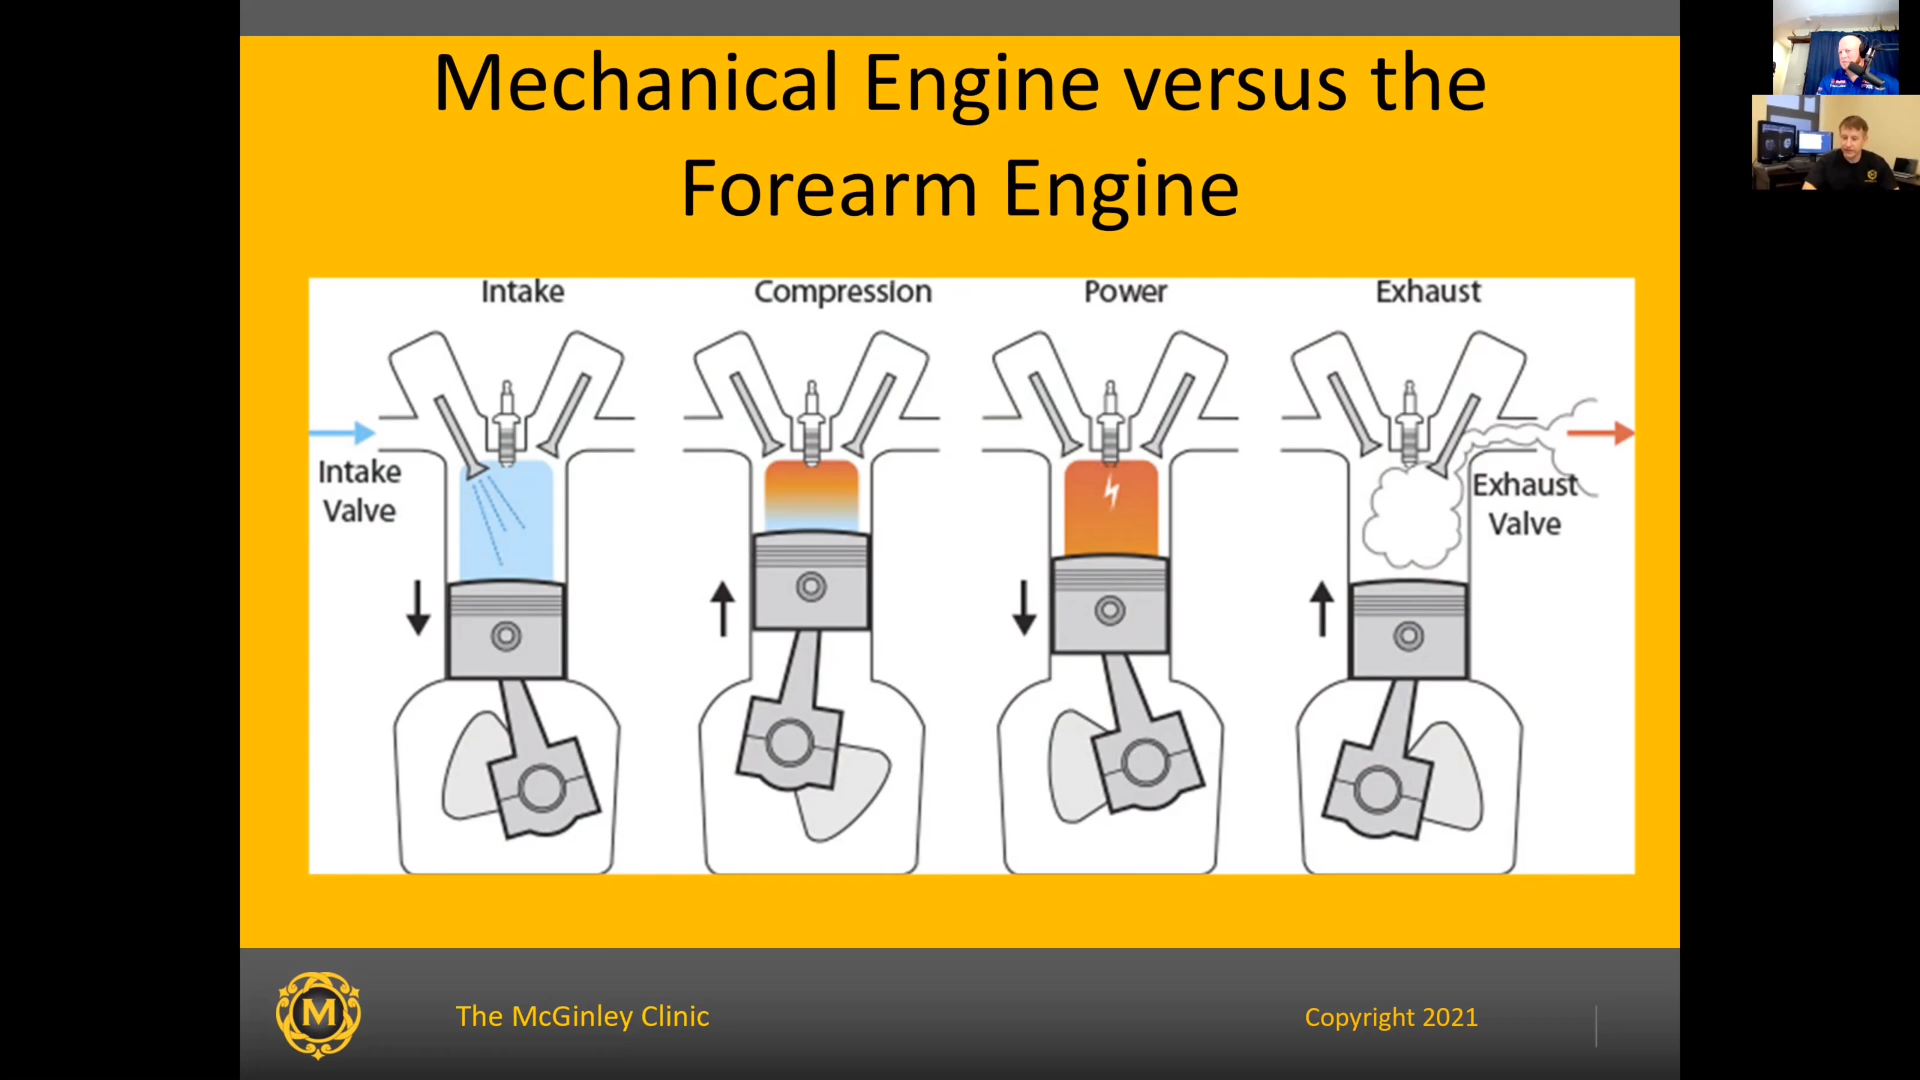 Mechanical Engine versus the
Forearm Engine
Intake
Compression
Power
Exhaust
Intake
Valve
Exhaust
Valve
M
The McGinley Clinic
Copyright 2021